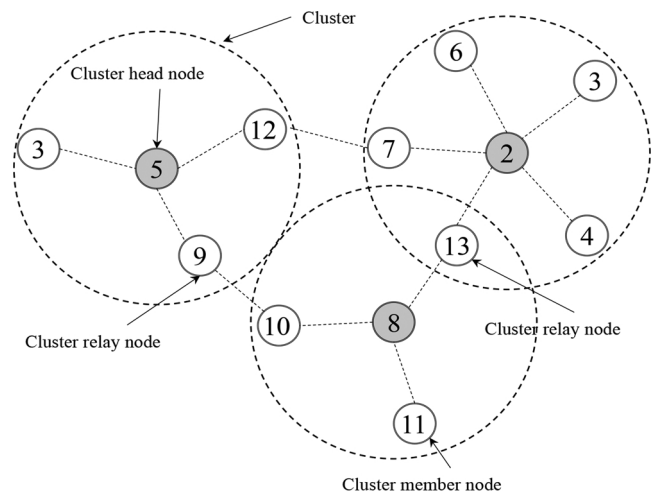 Cluster
6
Cluster head node
3
12
3
7
2
5
4
13
9
10
8
Cluster relay node
Cluster relay node
11
Cluster member node